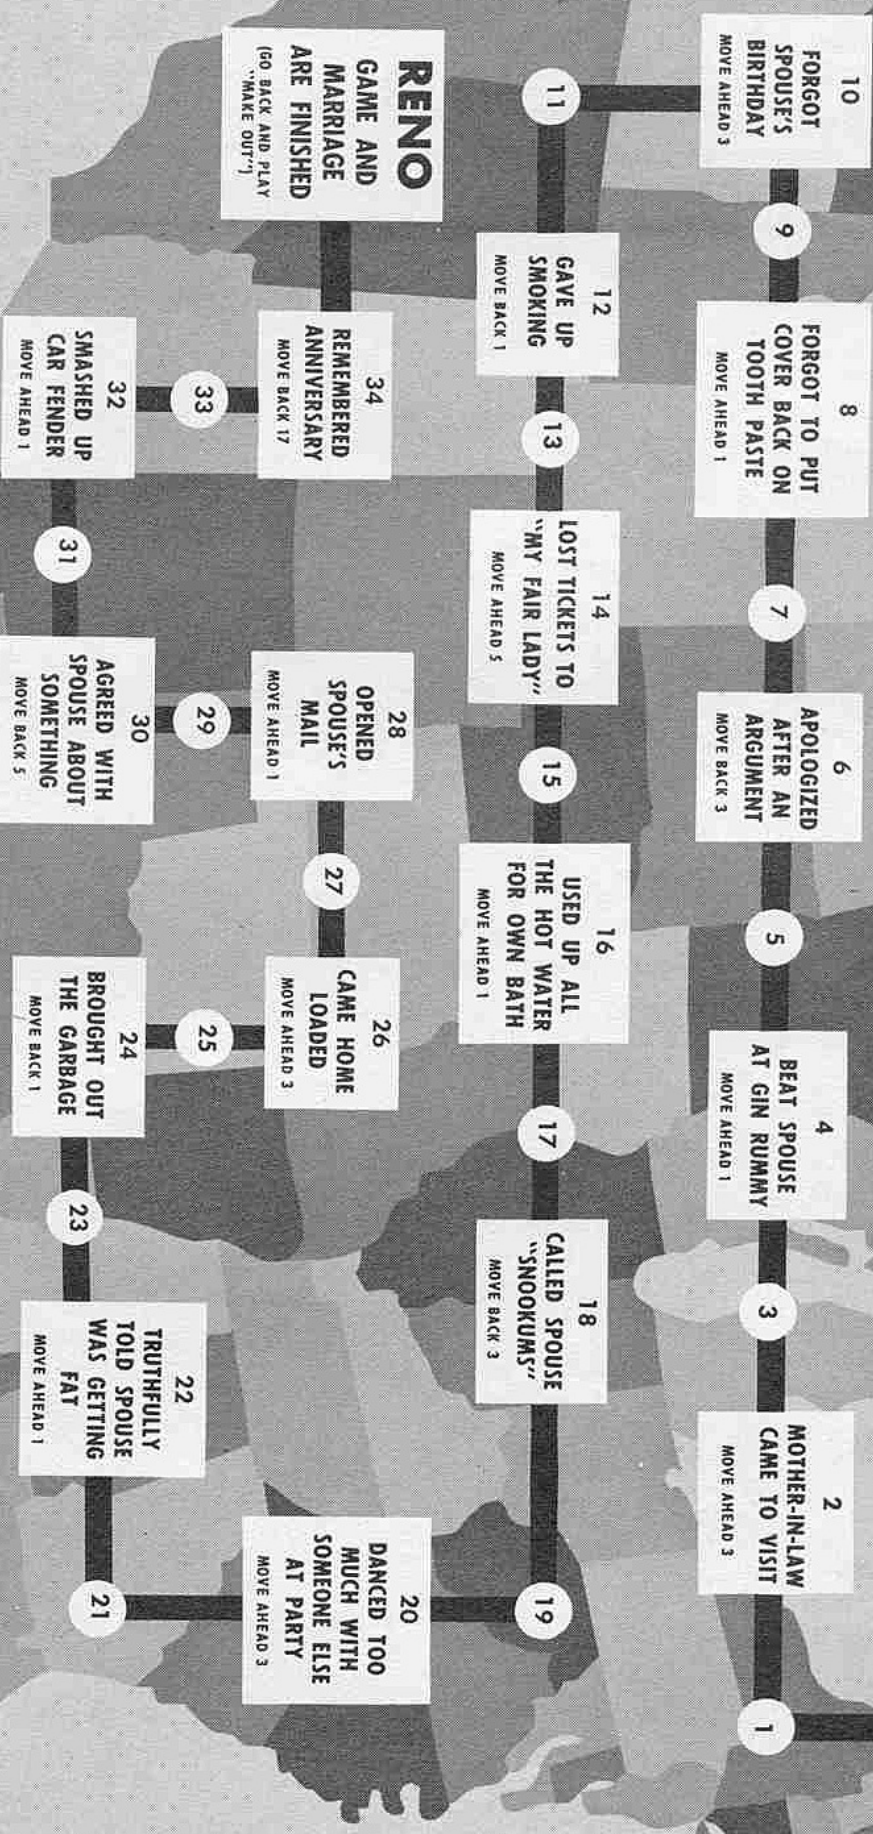 1
2
MOTHER-IN-LAW
CAME TO VISIT
MOVE AHEAD 3
3
4
BEAT SPOUSE
AT GIN RUMMY
MOVE AHEAD 1
5
6
APOLOGIZED
AFTER AN
ARGUMENT
MOVE BACK 3
7
8
FORGOT TO PUT
COVER BACK ON
TOOTH PASTE
MOVE AHEAD 1
9
10
FORGOT
SPOUSE'S
BIRTHDAY
MOVE AHEAD 3
11
12
GAVE UP
SMOKING
MOVE BACK 1
13
14
LOST TICKETS TO
"MY FAIR LADY"
MOVE AHEAD 5
15
16
USED UP ALL
THE HOT WATER
FOR OWN BATH
MOVE AHEAD 1
17
18
CALLED SPOUSE
"SNOOKUMS"
MOVE BACK 3
19
20
DANCED TOO
MUCH WITH
SOMEONE ELSE
AT PARTY
MOVE AHEAD 3
21
22
TRUTHFULLY
TOLD SPOUSE
WAS GETTING
FAT
MOVE AHEAD 1
23
24
BROUGHT OUT
THE GARBAGE
MOVE BACK 1
25
26
CAME HOME
LOADED
MOVE AHEAD 3
27
28
OPENED
SPOUSE'S
MAIL
MOVE AHEAD 1
29
30
AGREED WITH
SPOUSE ABOUT
SOMETHING
MOVE BACK 5
31
32
SMASHED UP
CAR FENDER
MOVE AHEAD 1
33
34
REMEMBERED
ANNIVERSARY
MOVE BACK 17
RENO
GAME AND
MARRIAGE
ARE FINISHED
(GO BACK AND PLAY
"MAKE OUT")